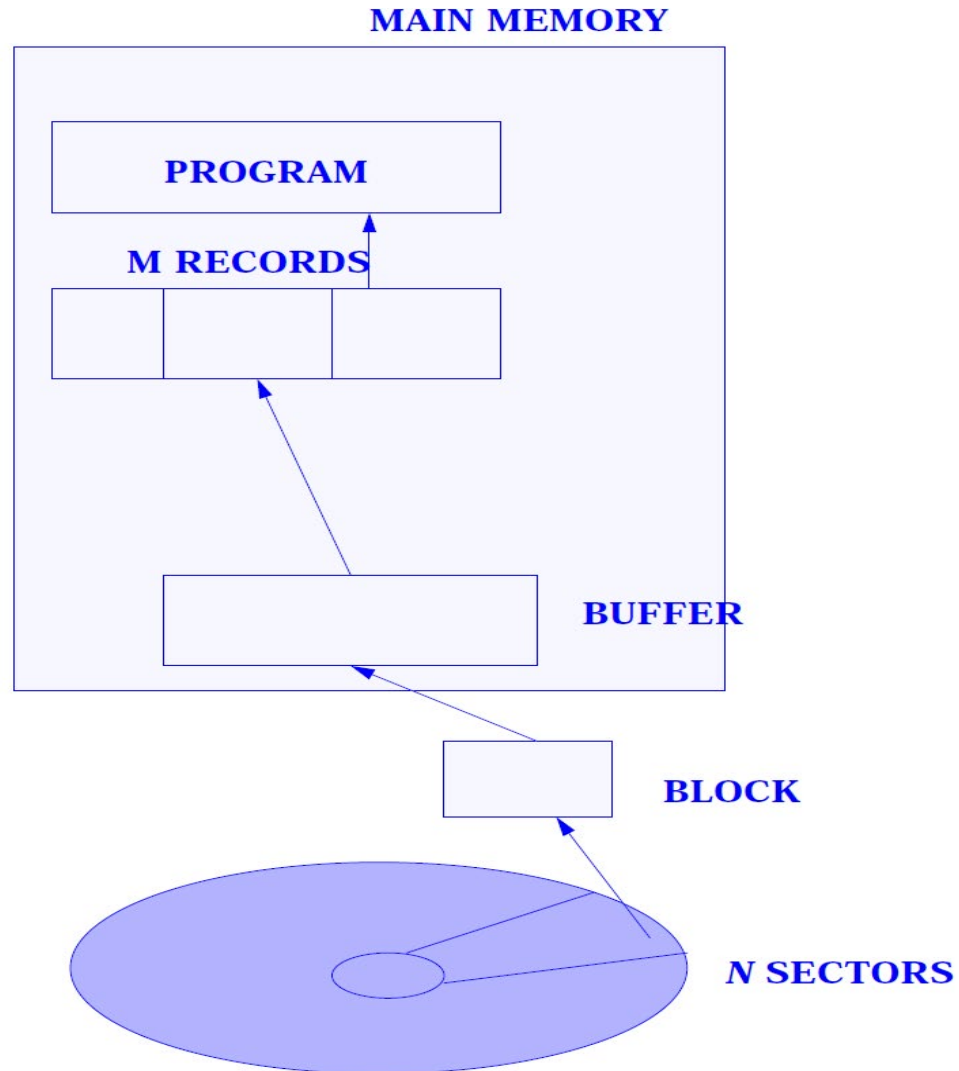 MAIN MEMORY
PROGRAM
M RECORDS
BUFFER
BLOCK
N SECTORS